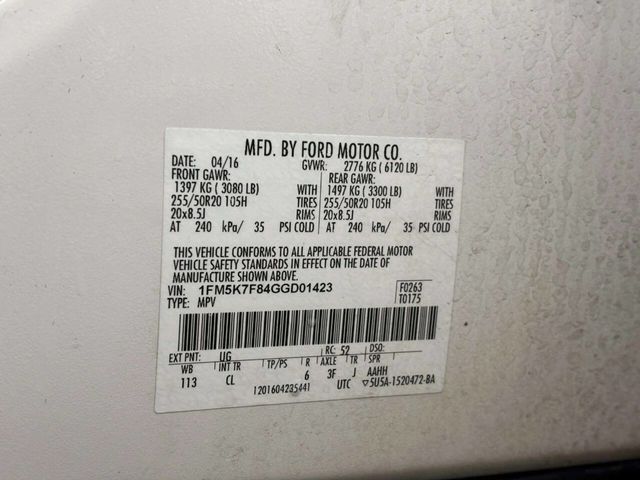 MFD. BY FORD MOTOR CO.
DATE: 04/16 GVWR: 2776 KG ( 6120 LB)
FRONT GAWR: REAR GAWR:
1397 KG ( 3080 LB) WITH 1497 KG ( 3300 LB) WITH
255/50R20 105H TIRES 255/50R20 105H TIRES
20x8.5J RIMS 20x8.5J RIMS
AT 240 kPa/ 35 PSI COLD AT 240 kPa/ 35 PSI COLD
THIS VEHICLE CONFORMS TO ALL APPLICABLE FEDERAL MOTOR
VEHICLE SAFETY STANDARDS IN EFFECT ON THE DATE OF
MANUFACTURE SHOWN ABOVE.
VIN: 1FM5K7F84GGD01423 F0263
TYPE: MPV T0175
EXT PNT: UG RC: 52 DSO:
WB INT TR TP/PS R AXLE TR SPR
113 CL 6 3F J AAHH
1201604235441 UTC ▽5U5A-1520472-BA